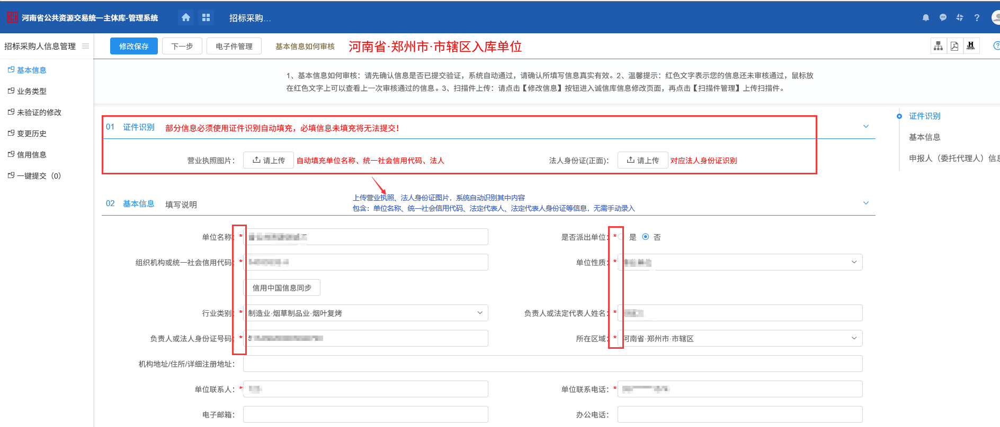 河南省公共资源交易统一主体库-管理系统
招标采购...
招标采购人信息管理
修改保存
下一步
电子件管理
基本信息如何审核
河南省·郑州市·市辖区入库单位
基本信息
业务类型
未验证的修改
变更历史
信用信息
一键提交（0）
1、基本信息如何审核：请先确认信息是否已提交验证，系统自动通过，请确认所填写信息真实有效。2、温馨提示：红色文字表示您的信息还未审核通过，鼠标放
在红色文字上可以查看上一次审核通过的信息。3、扫描件上传：请点击【修改信息】按钮进入诚信库信息修改页面，再点击【扫描件管理】上传扫描件。
01 证件识别 部分信息必须使用证件识别自动填充，必填信息未填充将无法提交！
营业执照图片： 请上传 自动填充单位名称、统一社会信用代码、法人
法人身份证(正面)： 请上传 对应法人身份证识别
上传营业执照、法人身份证图片，系统自动识别其中内容
包含：单位名称、统一社会信用代码、法定代表人、法定代表人身份证等信息，无需手动录入
02 基本信息 填写说明
单位名称：*
是否派出单位：* 是 否
组织机构或统一社会信用代码：*
单位性质：*
信用中国信息同步
行业类别：* 制造业·烟草制品业·烟叶复烤
负责人或法定代表人姓名：*
负责人或法人身份证号码：*
所在区域：* 河南省·郑州市·市辖区
机构地址/住所/详细注册地址：
单位联系人：*
单位联系电话：*
电子邮箱：
办公电话：
证件识别
基本信息
申报人（委托代理人）信息